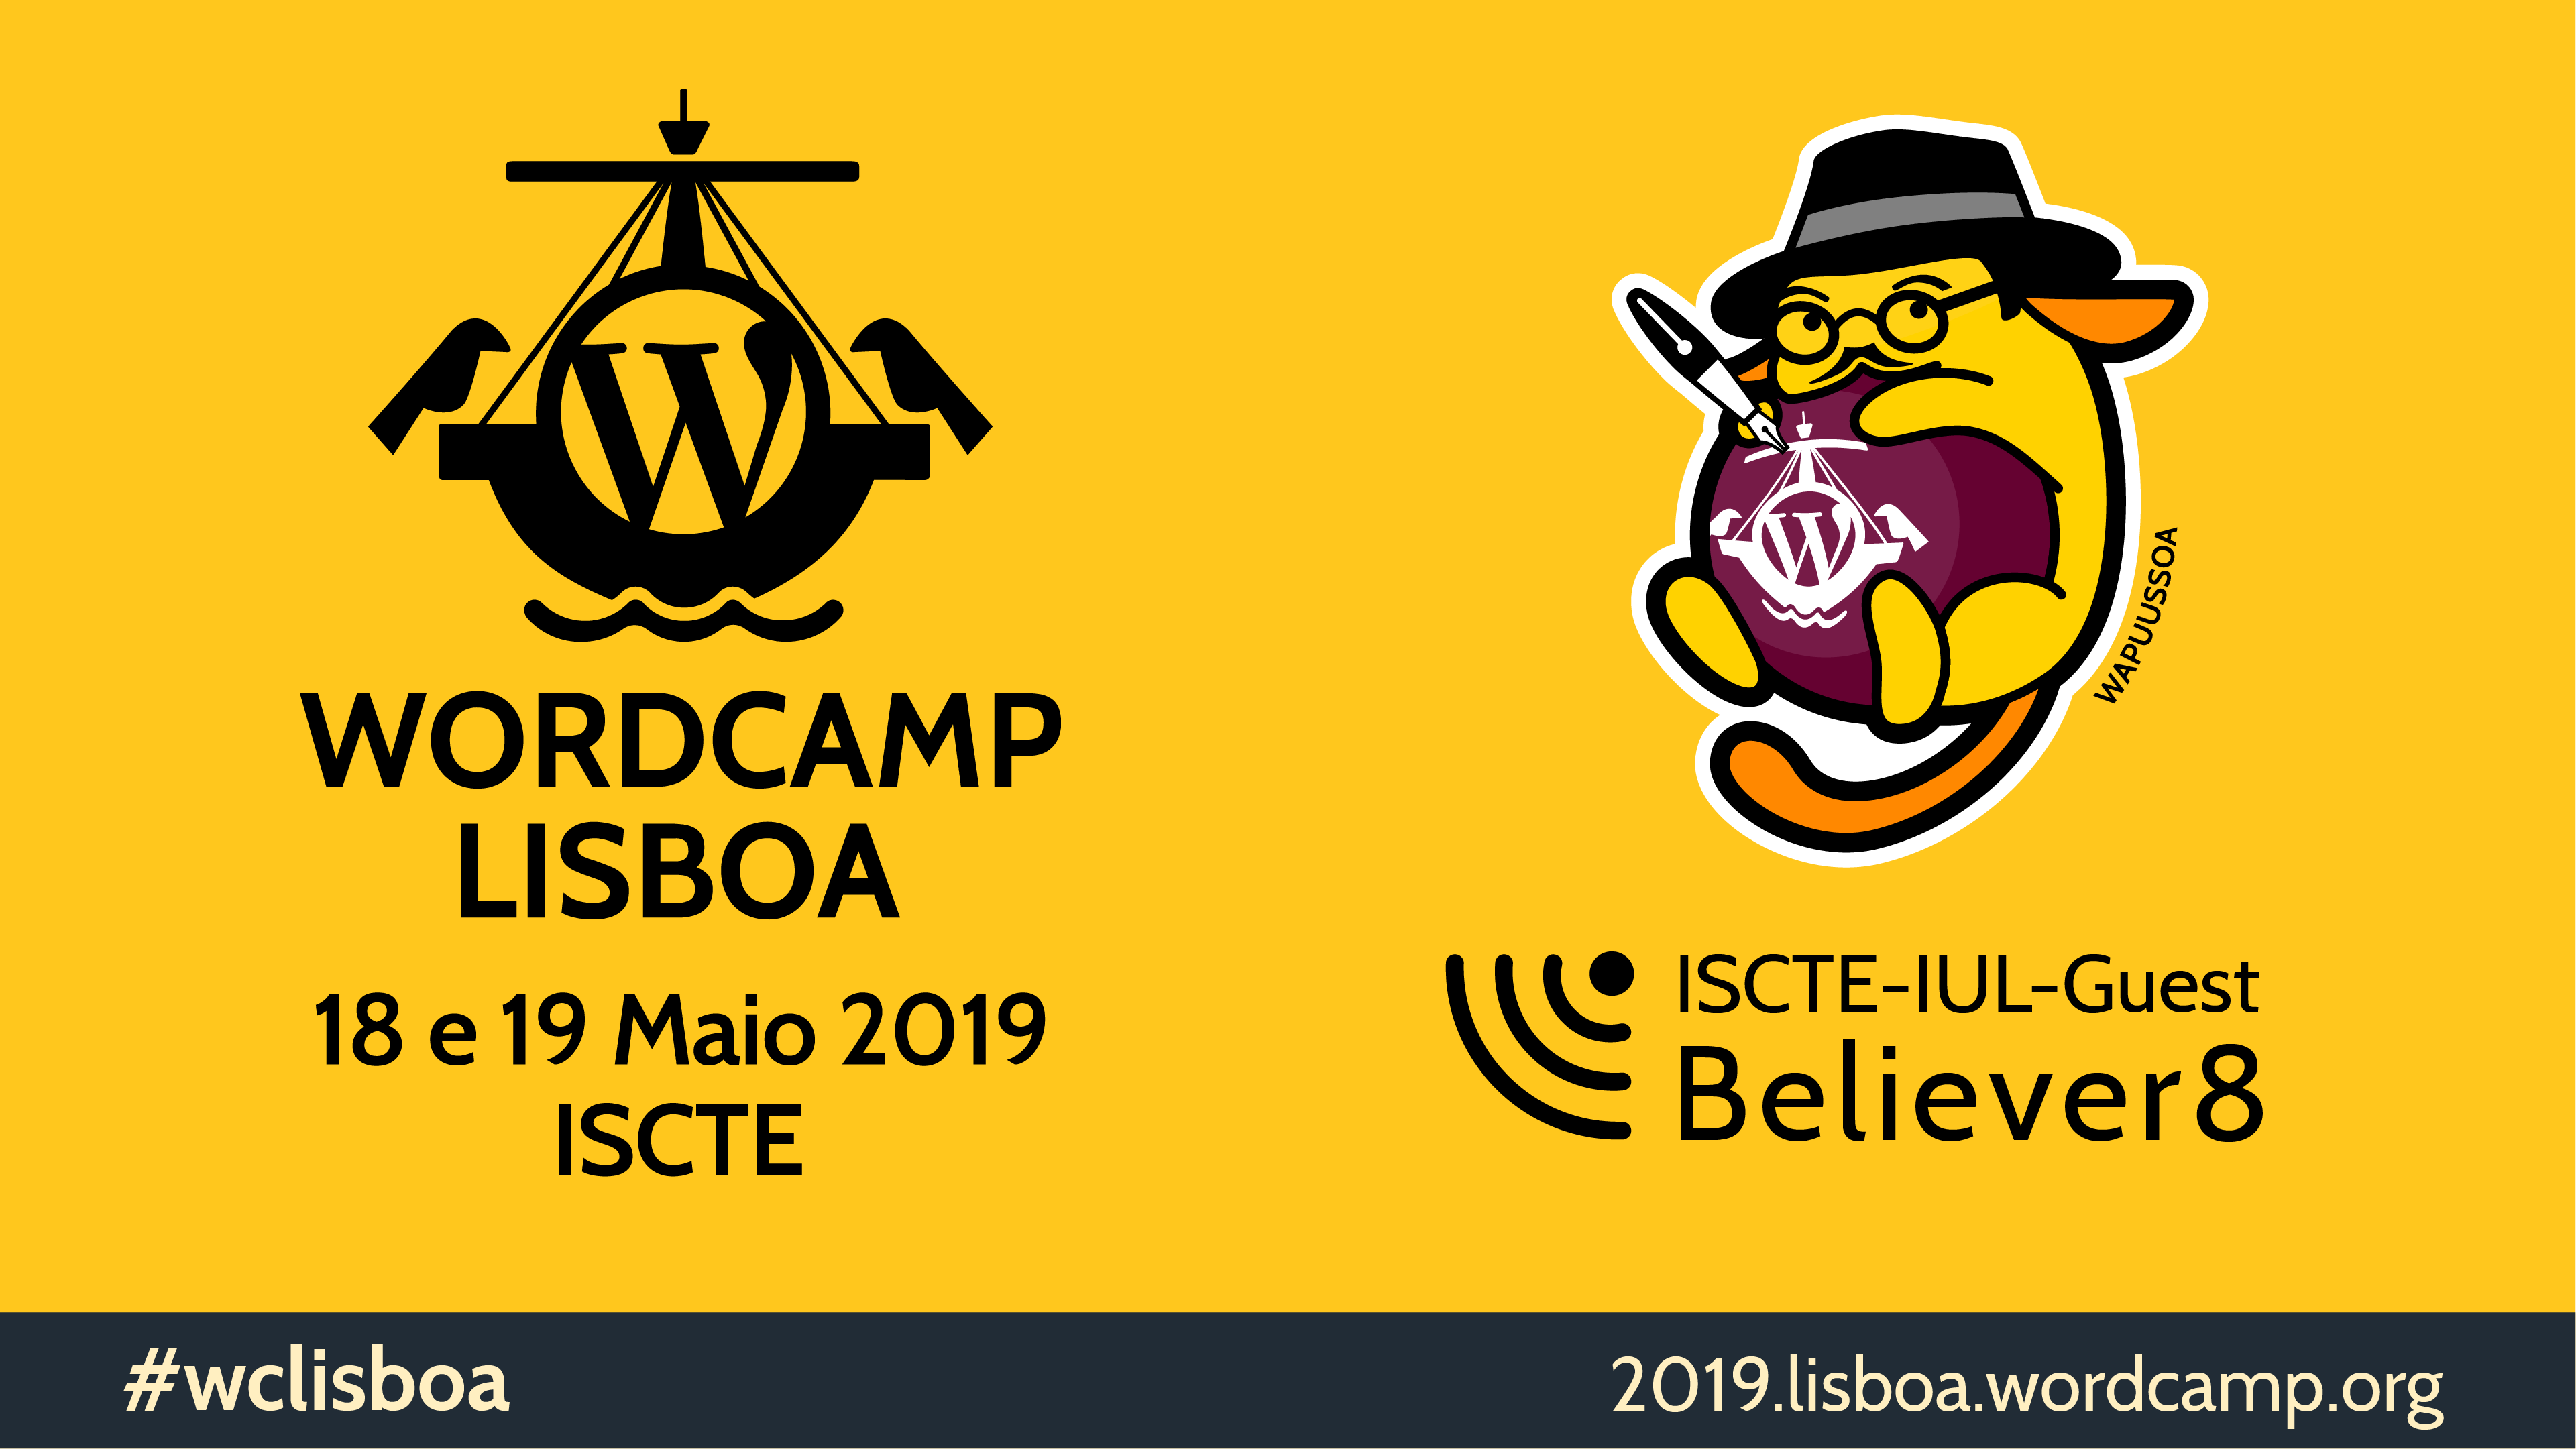 W
WORDCAMP
LISBOA
18 e 19 Maio 2019
ISCTE
W
WAPUUSSOA
ISCTE-IUL-Guest
Believer8
#wclisboa
2019.lisboa.wordcamp.org